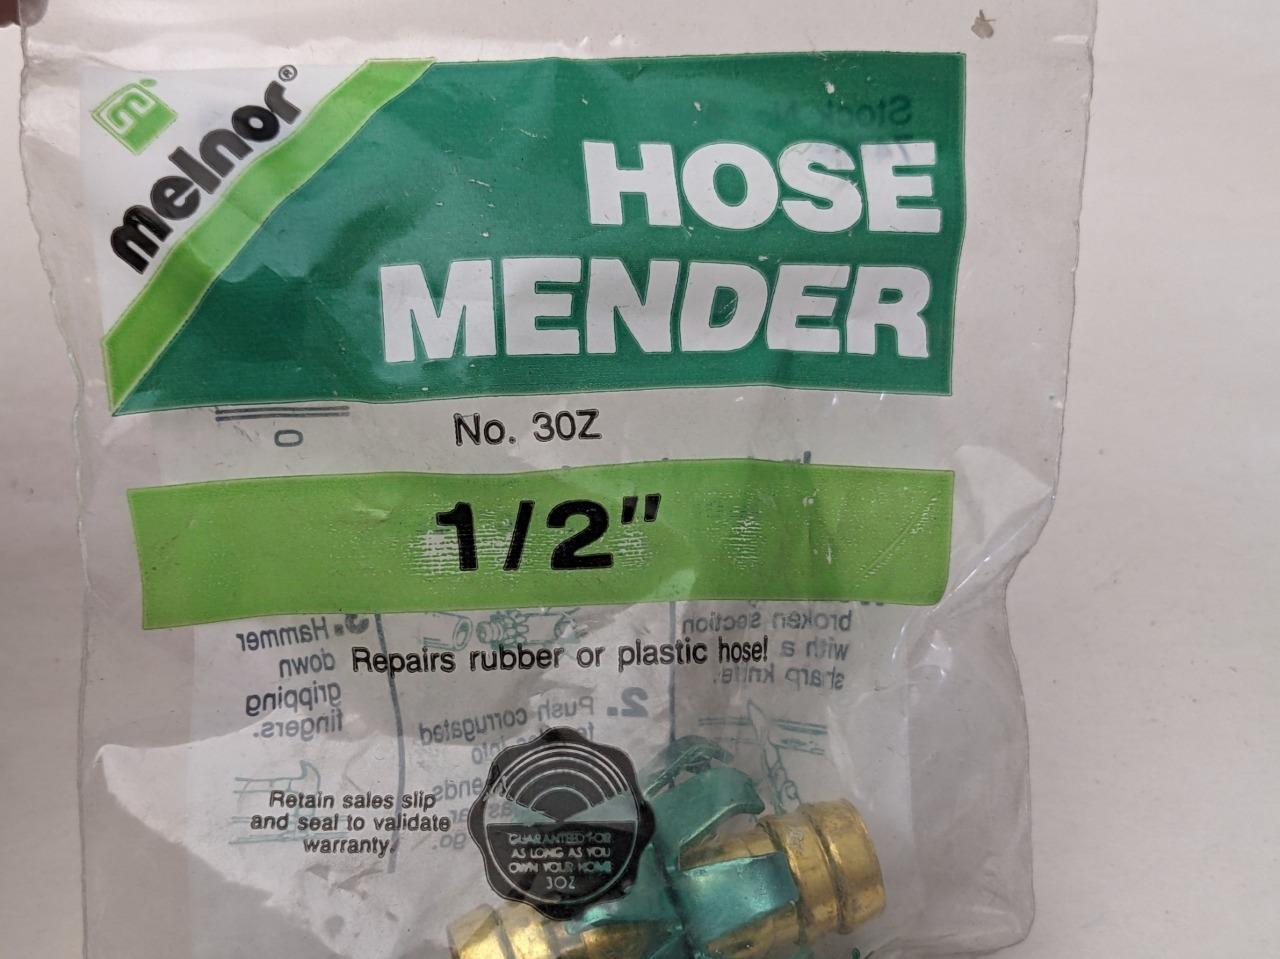 melnor®
HOSE
MENDER
No. 30Z
1/2"
Repairs rubber or plastic hose!
Retain sales slip
and seal to validate
warranty.
GUARANTEED FOR
AS LONG AS YOU
OWN YOUR HOME
30Z
broken section
with a
sharp knife.
2. Push corrugated
3. Hammer
down
gripping
fingers.